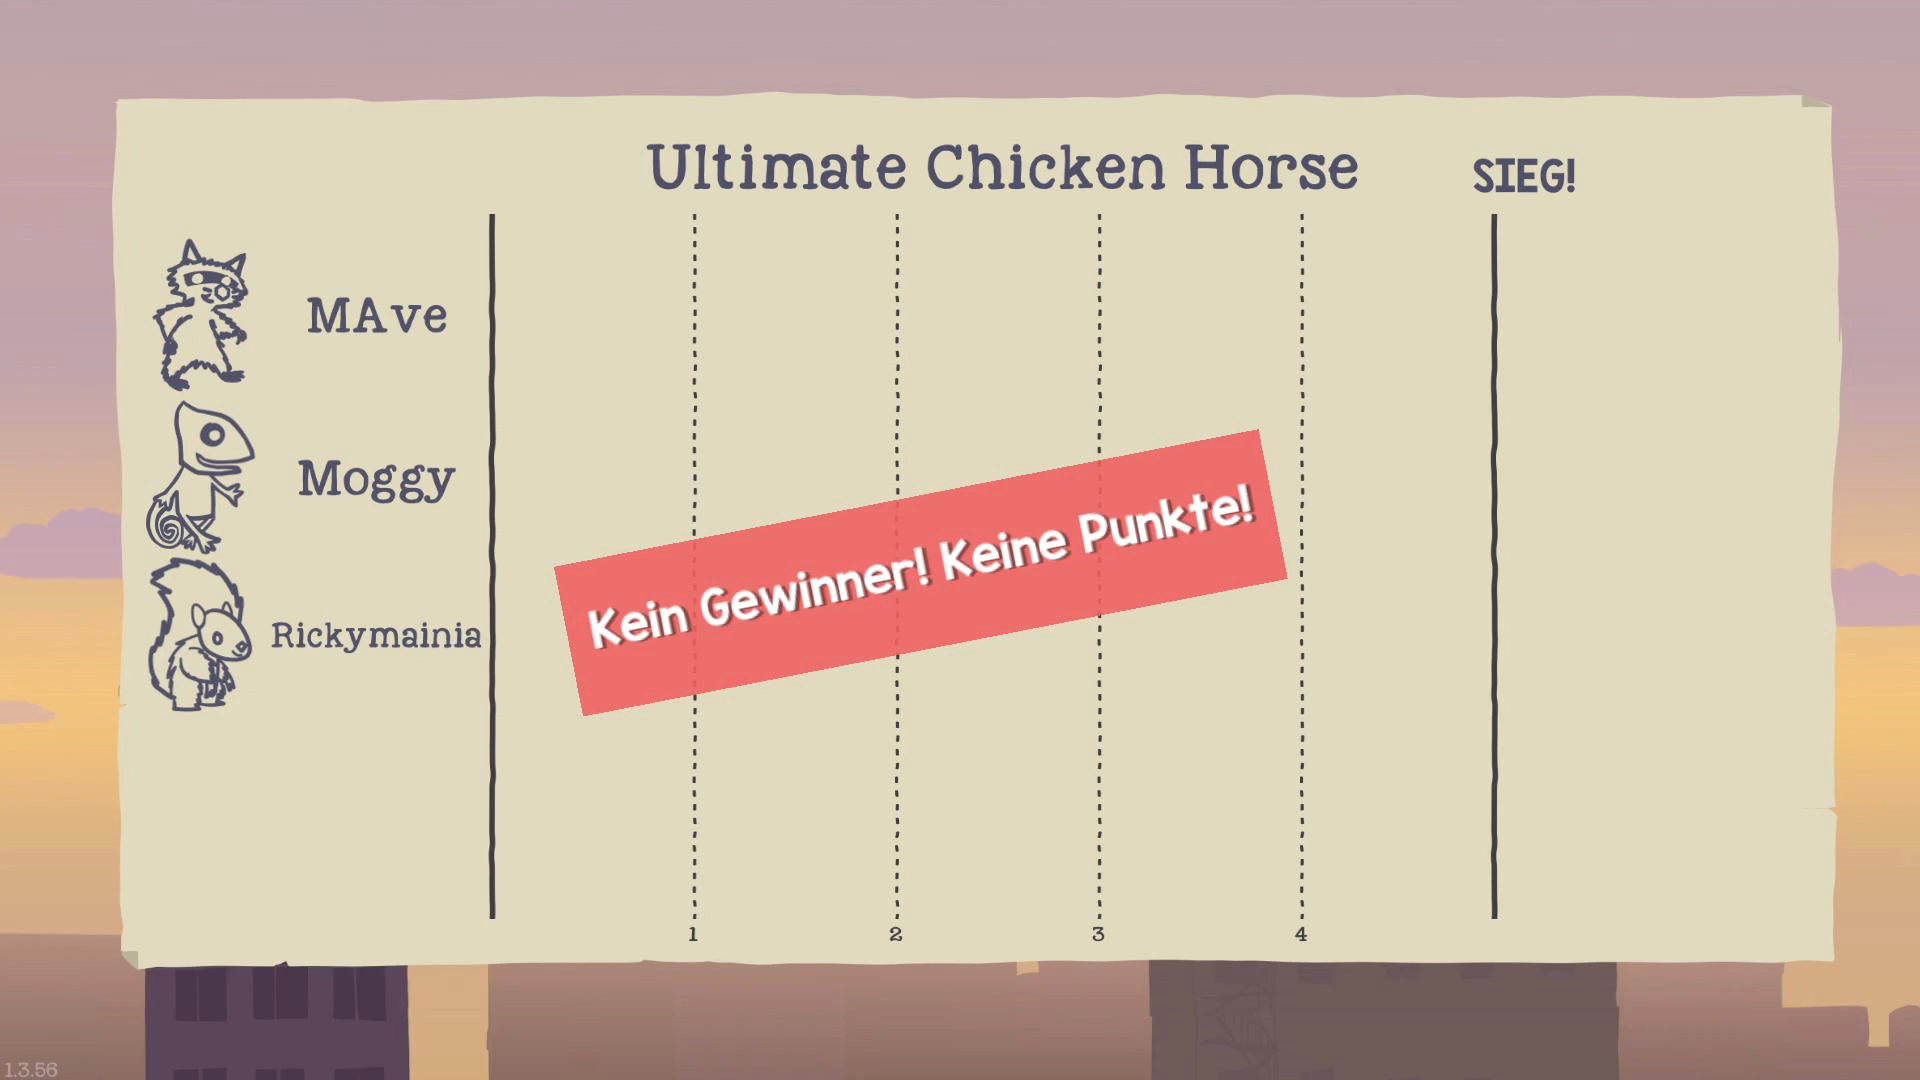 Ultimate Chicken Horse
SIEG!
MAve
Moggy
Kein Gewinner! Keine Punkte!
Rickymainia
1 2 3 4
1.3.56